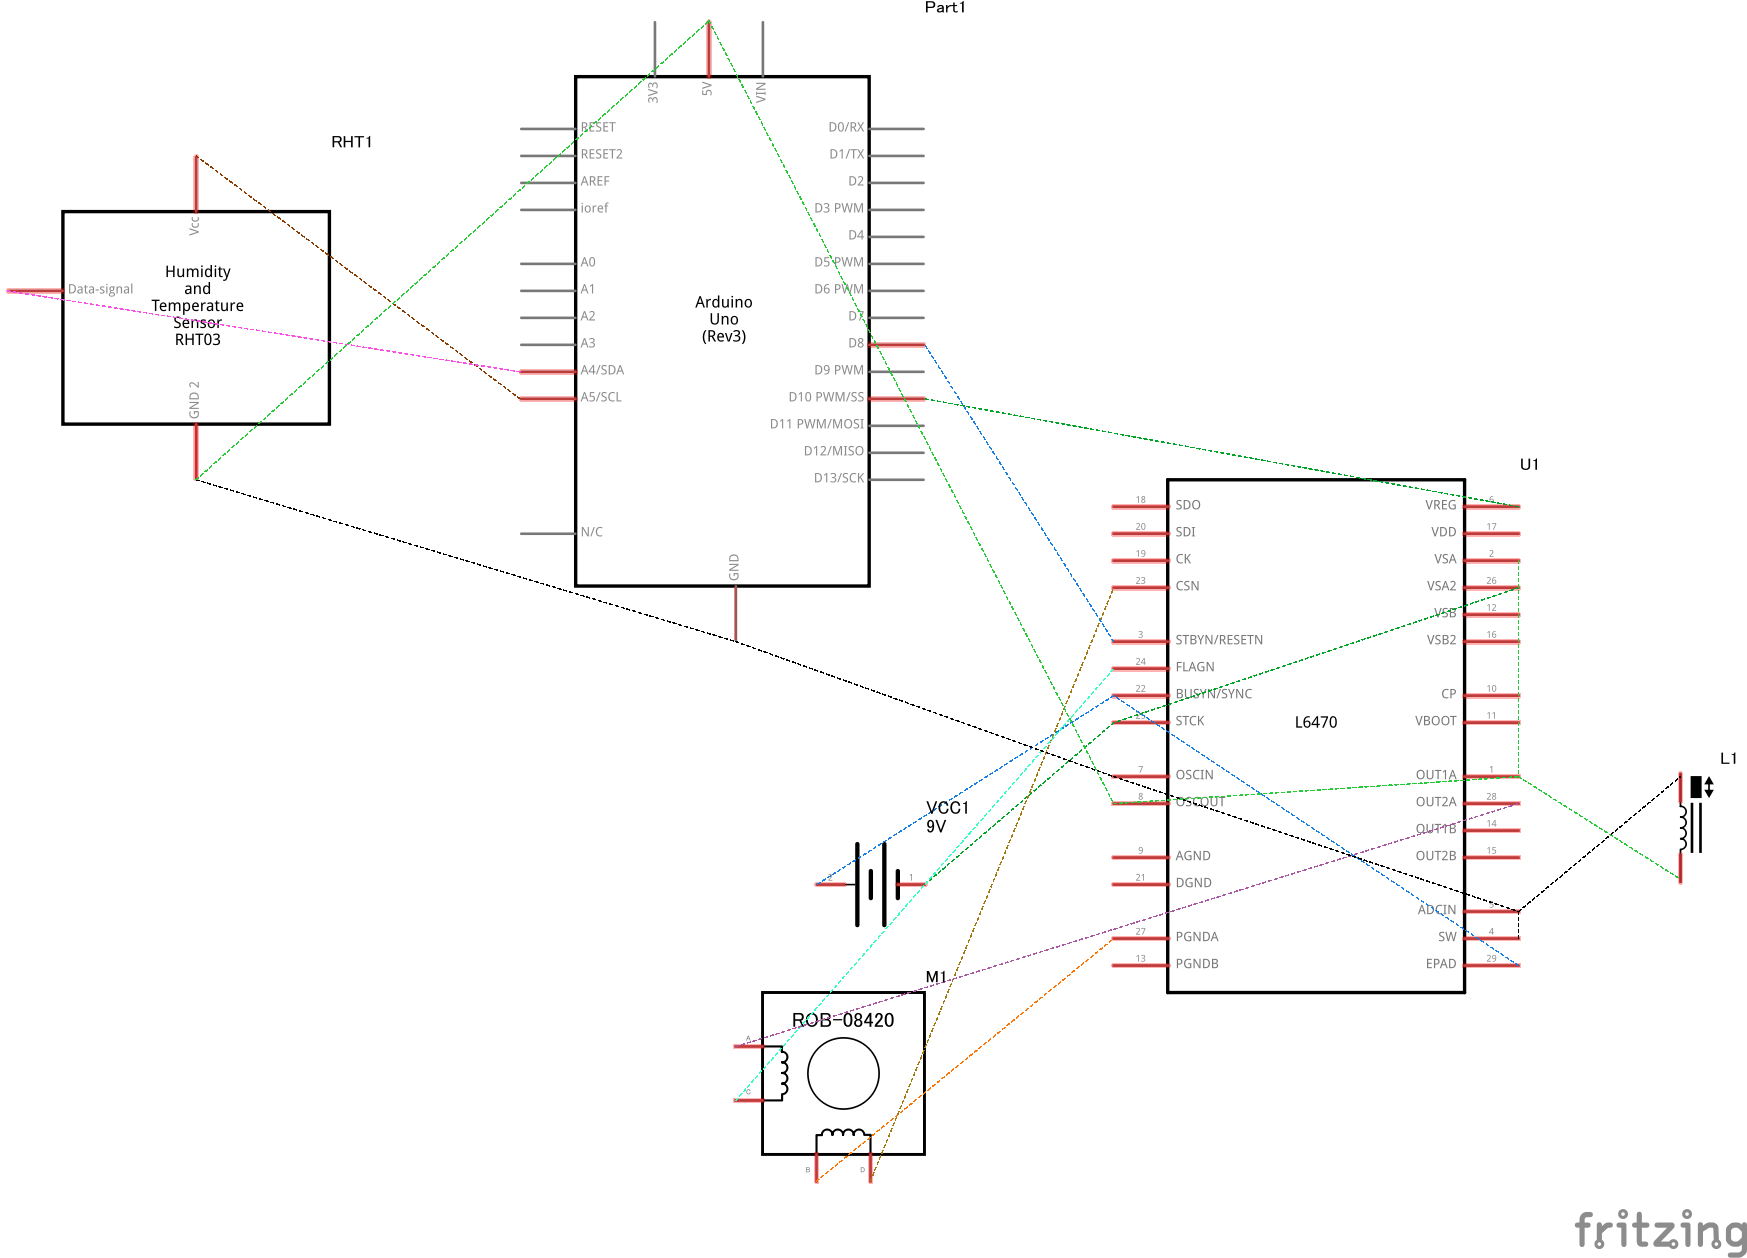 Part1
3V3
5V
VIN
RESET
RESET2
AREF
ioref
A0
A1
A2
A3
A4/SDA
A5/SCL
N/C
D0/RX
D1/TX
D2
D3 PWM
D4
D5 PWM
D6 PWM
D7
D8
D9 PWM
D10 PWM/SS
D11 PWM/MOSI
D12/MISO
D13/SCK
Arduino
Uno
(Rev3)
GND
RHT1
Vcc
Data-signal
Humidity
and
Temperature
Sensor
RHT03
GND 2
U1
18 SDO
20 SDI
19 CK
23 CSN
3 STBYN/RESETN
24 FLAGN
22 BUSYN/SYNC
STCK
7 OSCIN
8 OSCOUT
9 AGND
21 DGND
27 PGNDA
13 PGNDB
L6470
VREG 6
VDD 17
VSA 2
VSA2 26
VSB 12
VSB2 16
CP 10
VBOOT 11
OUT1A 1
OUT2A 28
OUT1B 14
OUT2B 15
ADCIN 5
SW 4
EPAD 29
L1
VCC1
9V
2
1
M1
ROB-08420
A
C
B
D
fritzing